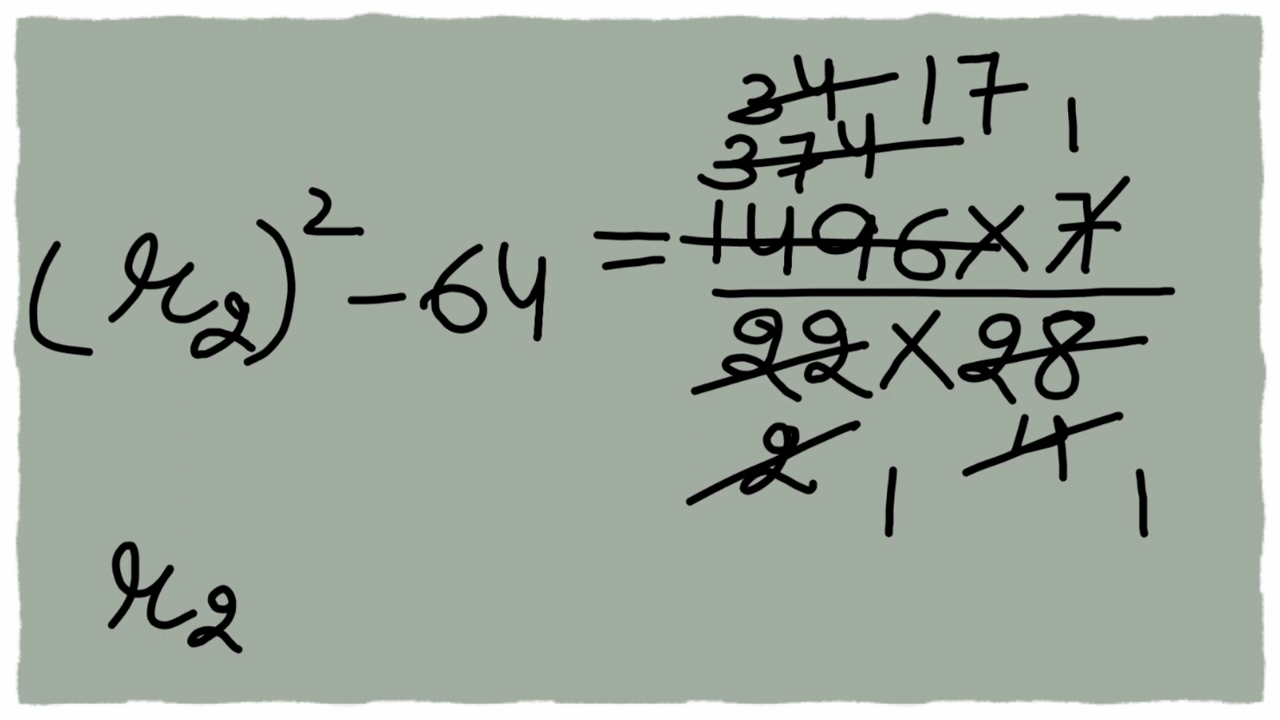 34 17 1
374
(r₂)² - 64 = 1496 × 7
22 × 28
2 1 4 1
r₂